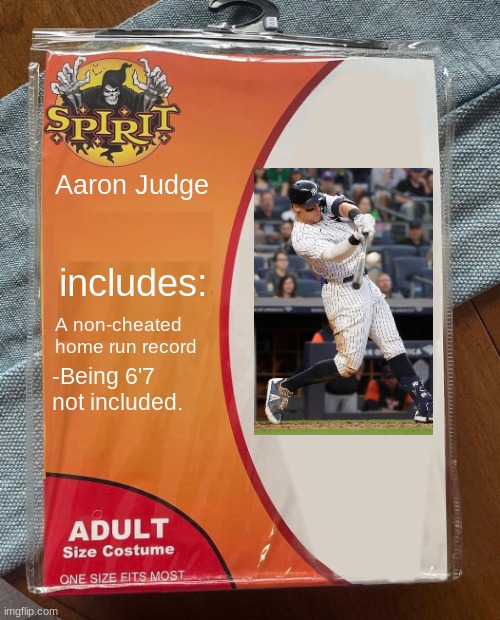 SPIRIT
Aaron Judge
includes:
A non-cheated
home run record
-Being 6'7
not included.
ADULT
Size Costume
ONE SIZE FITS MOST
imgflip.com